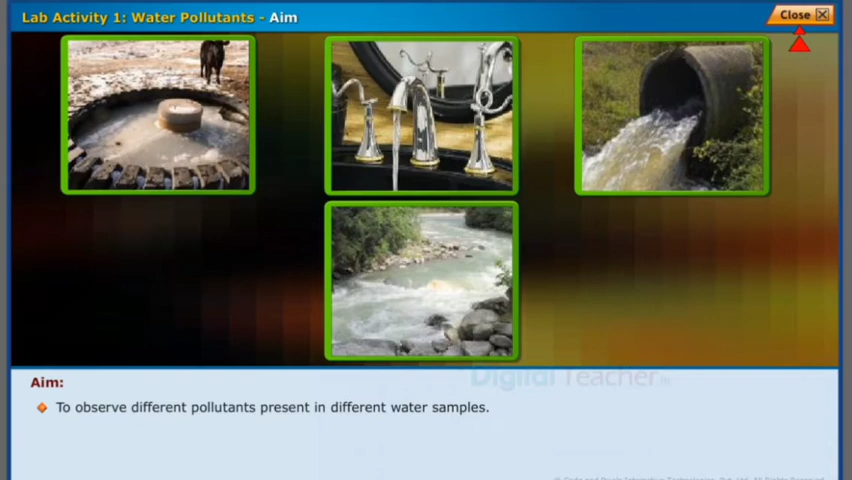 Lab Activity 1: Water Pollutants - Aim
Close
Digital Teacher
Aim:
To observe different pollutants present in different water samples.